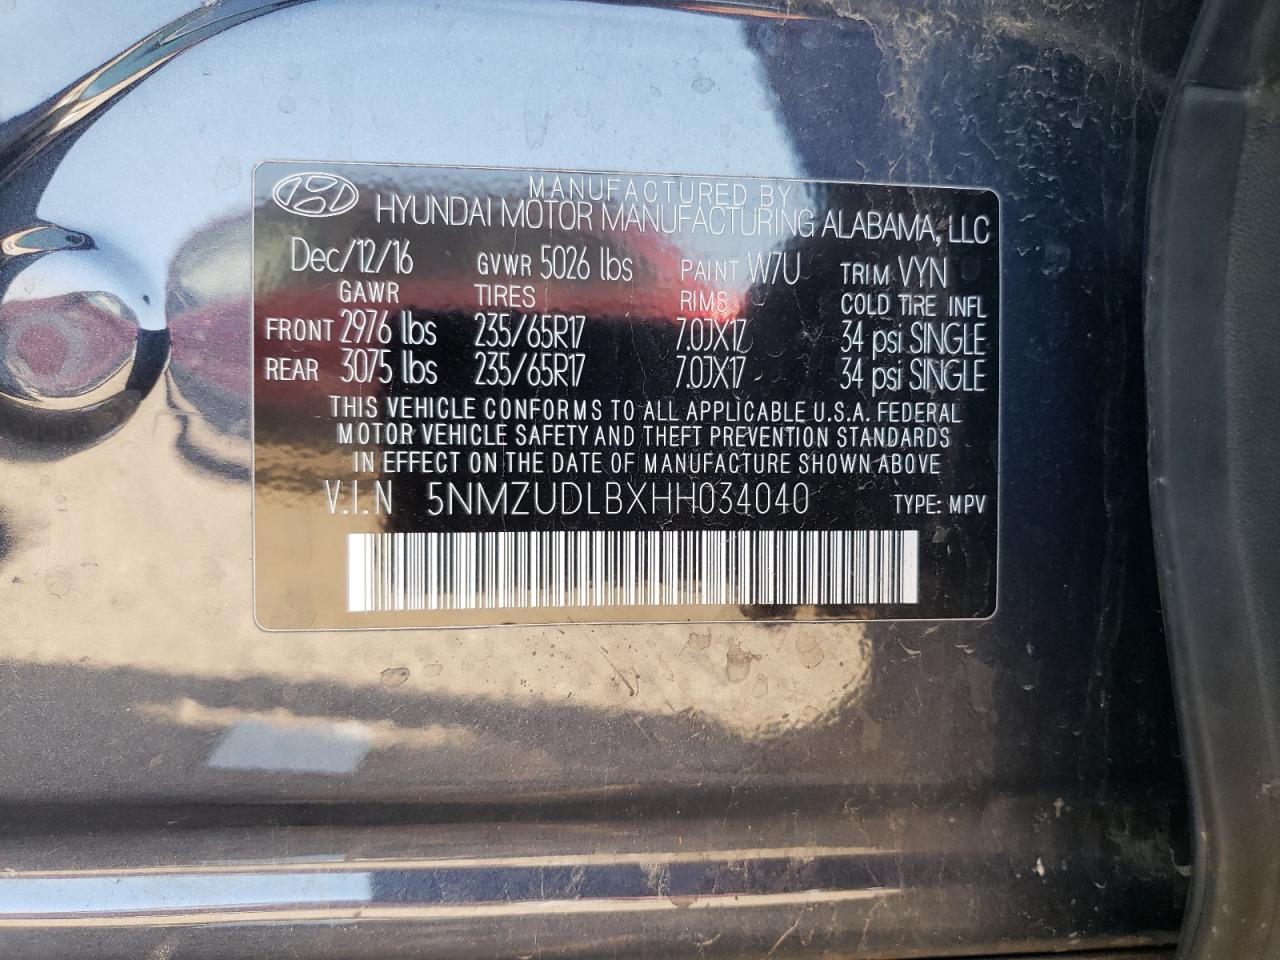 MANUFACTURED BY
HYUNDAI MOTOR MANUFACTURING ALABAMA, LLC
Dec/12/16 GVWR 5026 lbs PAINT W7U TRIM VYN
GAWR TIRES RIMS COLD TIRE INFL
FRONT 2976 lbs 235/65R17 7.0JX17 34 psi SINGLE
REAR 3075 lbs 235/65R17 7.0JX17 34 psi SINGLE
THIS VEHICLE CONFORMS TO ALL APPLICABLE U.S.A. FEDERAL
MOTOR VEHICLE SAFETY AND THEFT PREVENTION STANDARDS
IN EFFECT ON THE DATE OF MANUFACTURE SHOWN ABOVE
V.I.N 5NMZUDLBXHH034040 TYPE: MPV